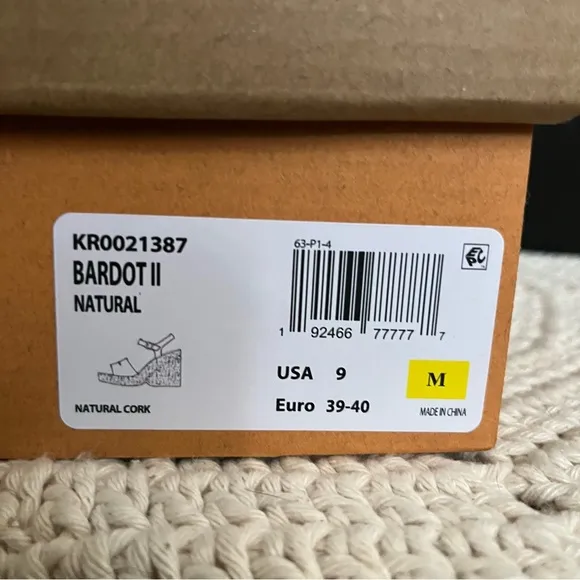 KR0021387
BARDOT II
NATURAL
NATURAL CORK
63-P1-4
1 92466 77777 7
USA 9
Euro 39-40
M
MADE IN CHINA